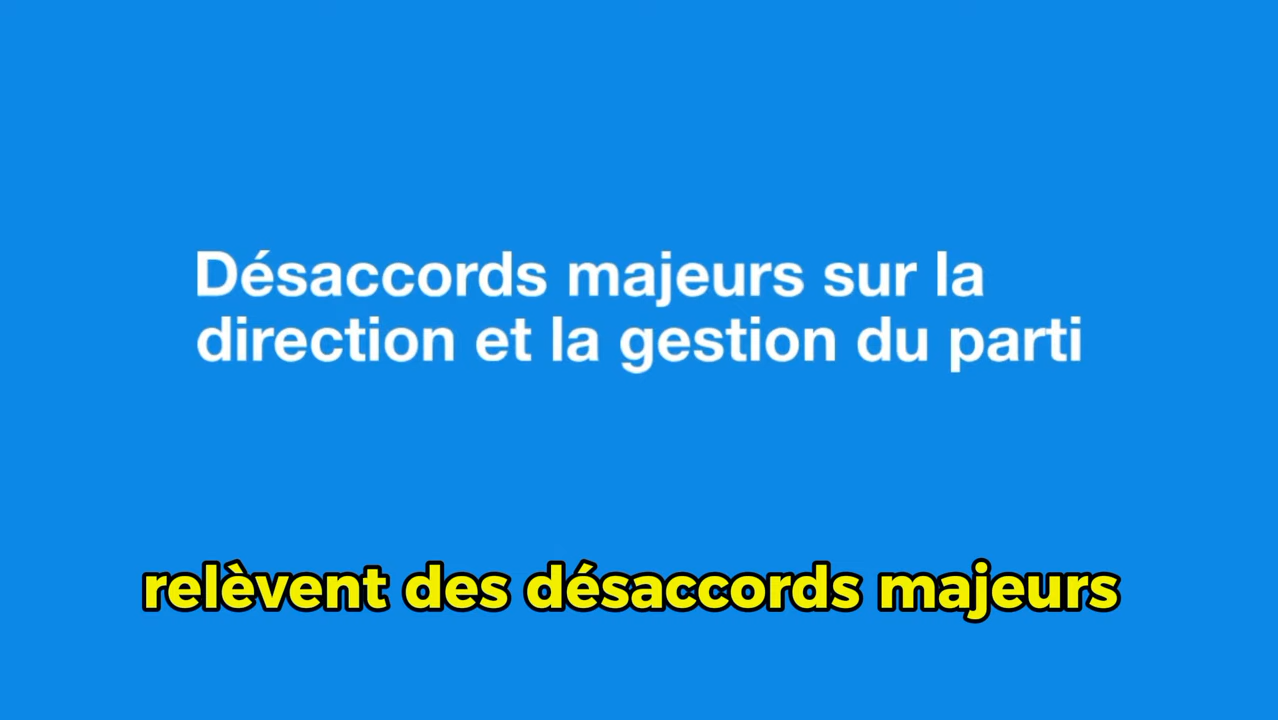 Désaccords majeurs sur la
direction et la gestion du parti
relèvent des désaccords majeurs